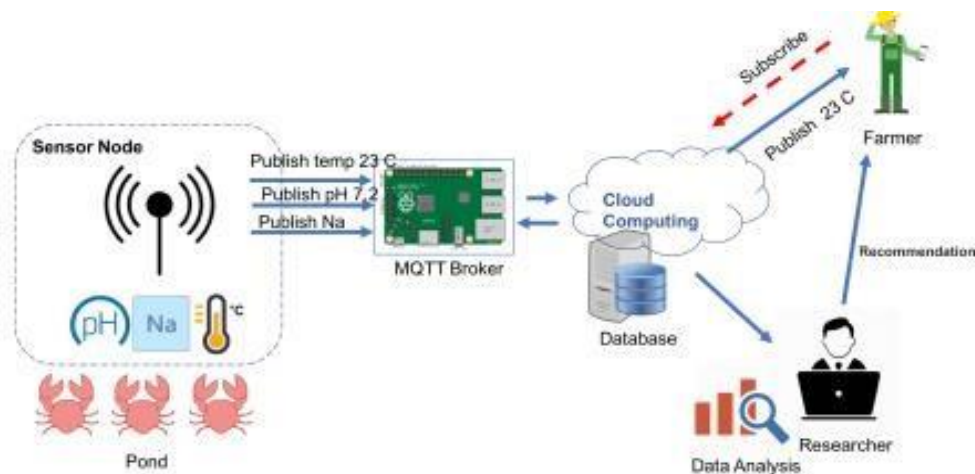 Sensor Node
Publish temp 23 C
Publish pH 7,2
Publish Na
pH
Na
°C
Pond
MQTT Broker
Cloud
Computing
Database
Subscribe
Publish 23 C
Farmer
Recommendation
Researcher
Data Analysis